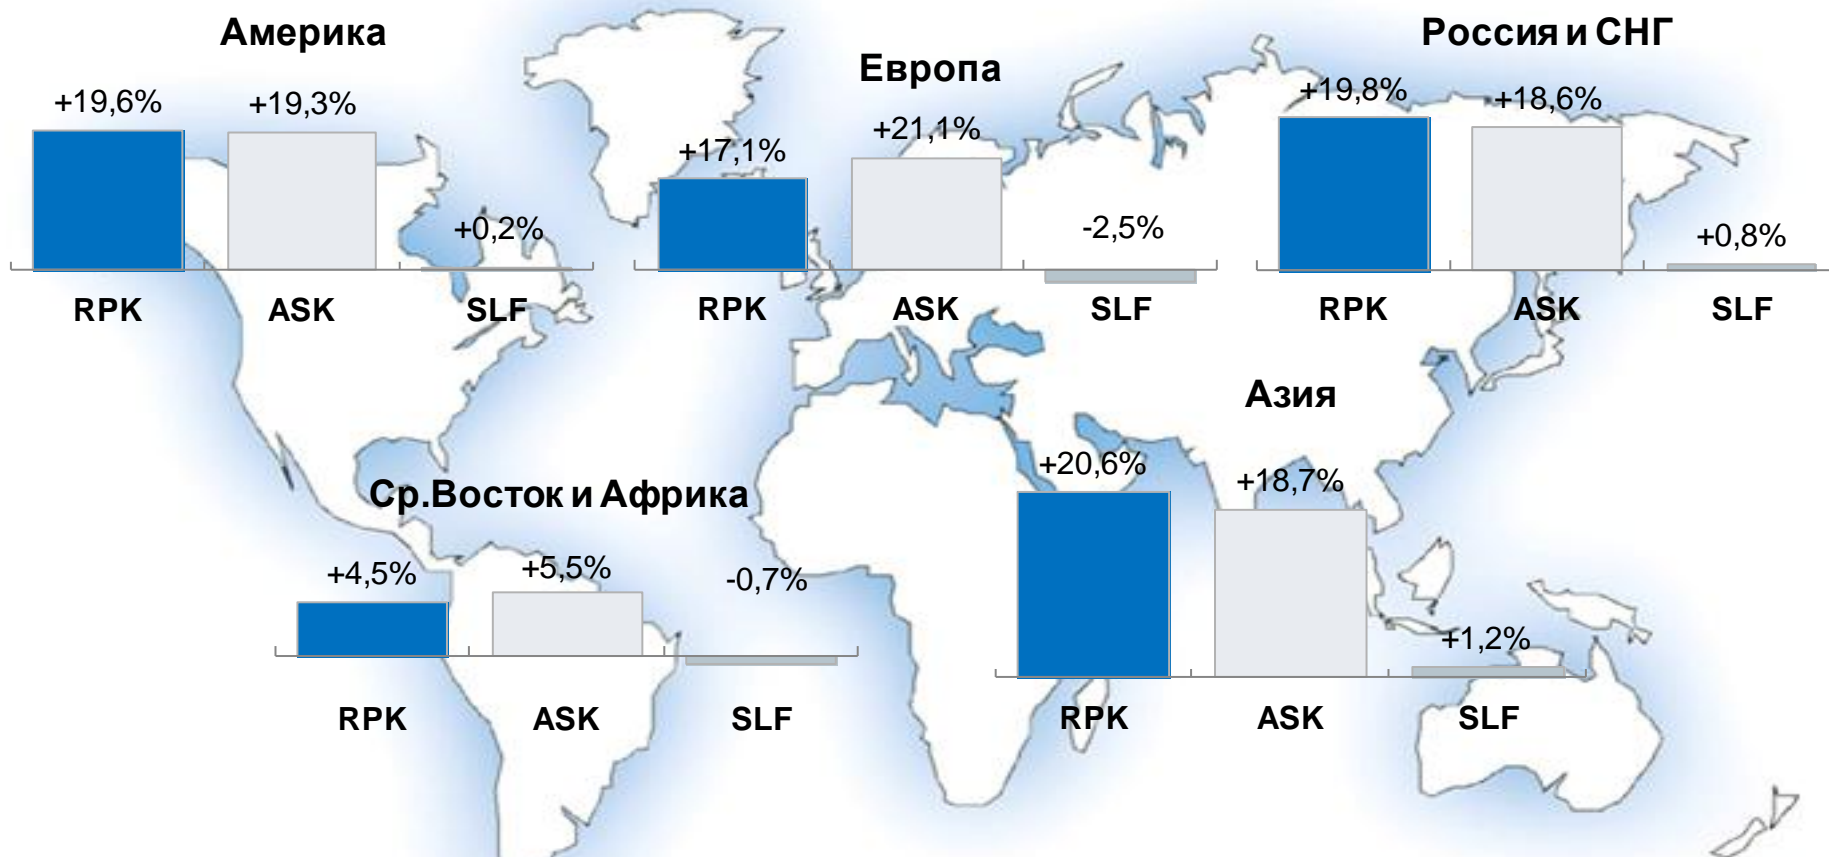 Америка
+19,6%
+19,3%
+0,2%
RPK
ASK
SLF
Европа
+17,1%
+21,1%
-2,5%
RPK
ASK
SLF
Россия и СНГ
+19,8%
+18,6%
+0,8%
RPK
ASK
SLF
Ср.Восток и Африка
+4,5%
+5,5%
-0,7%
RPK
ASK
SLF
Азия
+20,6%
+18,7%
+1,2%
RPK
ASK
SLF